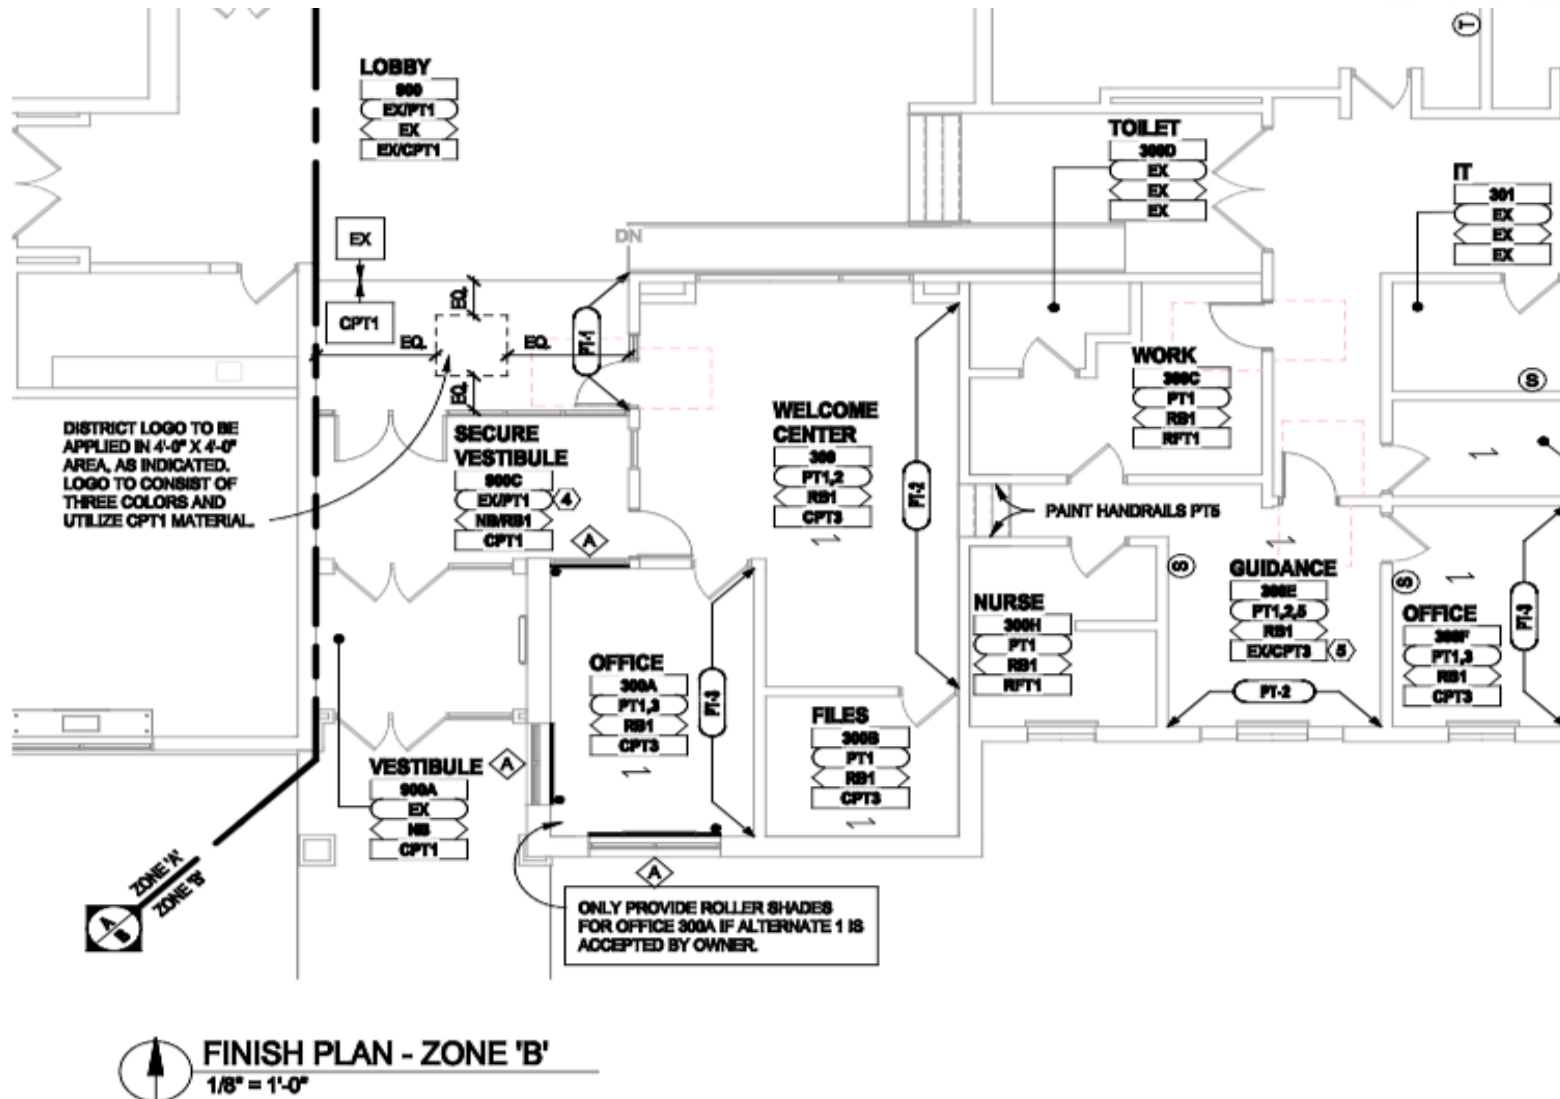 LOBBY
900
EX/PT1
EX
EX/CPT1
TOILET
300D
EX
EX
EX
T
IT
301
EX
EX
EX
EX
CPT1
DN
EQ.
EQ.
EQ.
EQ.
PT-1
WORK
300C
PT1
RB1
RFT1
S
DISTRICT LOGO TO BE
APPLIED IN 4'-0" X 4'-0"
AREA, AS INDICATED.
LOGO TO CONSIST OF
THREE COLORS AND
UTILIZE CPT1 MATERIAL.
SECURE
VESTIBULE
900C
EX/PT1
4
NB/RB1
CPT1
A
WELCOME
CENTER
300
PT1,2
RB1
CPT3
PT-2
PAINT HANDRAILS PT5
S
GUIDANCE
300E
PT1,2,5
RB1
EX/CPT3
5
PT-2
S
OFFICE
300F
PT1,3
RB1
CPT3
PT-3
NURSE
300H
PT1
RB1
RFT1
OFFICE
300A
PT1,3
RB1
CPT3
PT-3
FILES
300B
PT1
RB1
CPT3
VESTIBULE
900A
EX
NB
CPT1
A
A
ZONE 'A'
ZONE 'B'
A
B
ONLY PROVIDE ROLLER SHADES
FOR OFFICE 300A IF ALTERNATE 1 IS
ACCEPTED BY OWNER.
FINISH PLAN - ZONE 'B'
1/8" = 1'-0"